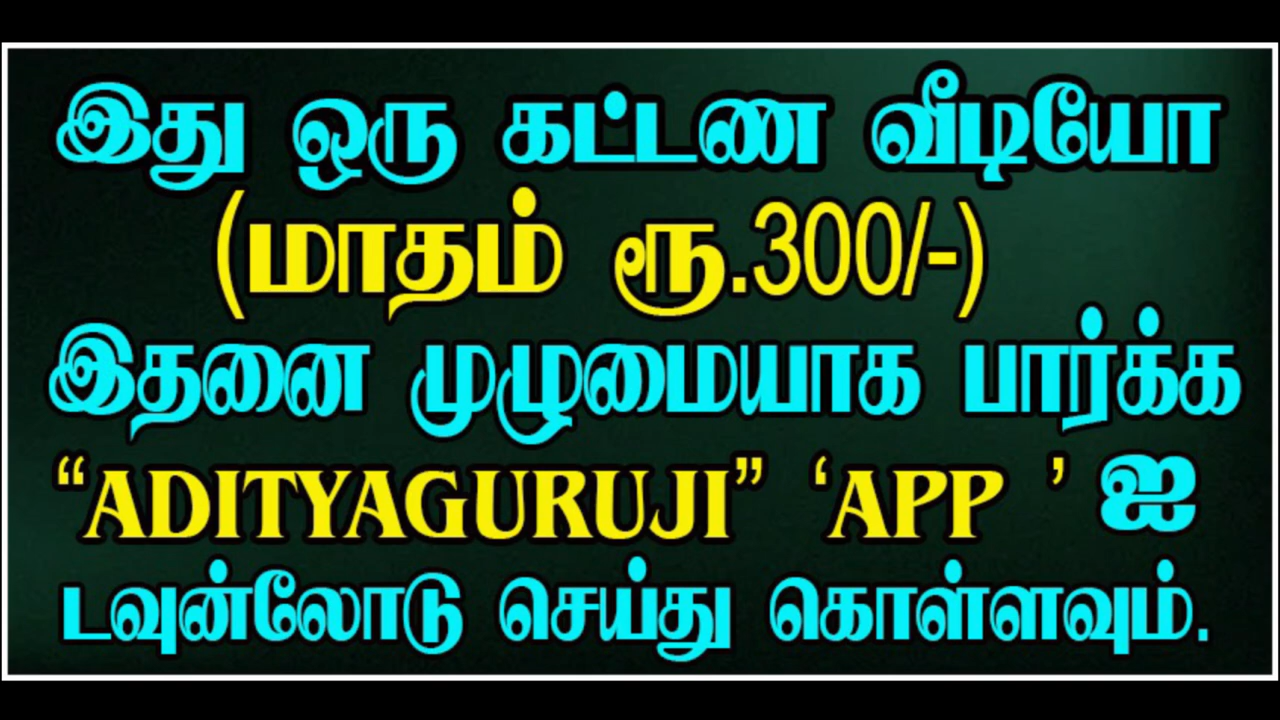 இது ஒரு கட்டண வீடியோ
(மாதம் ரூ.300/-)
இதனை முழுமையாக பார்க்க
“ADITYAGURUJI” ‘APP ’ ஐ
டவுன்லோடு செய்து கொள்ளவும்.